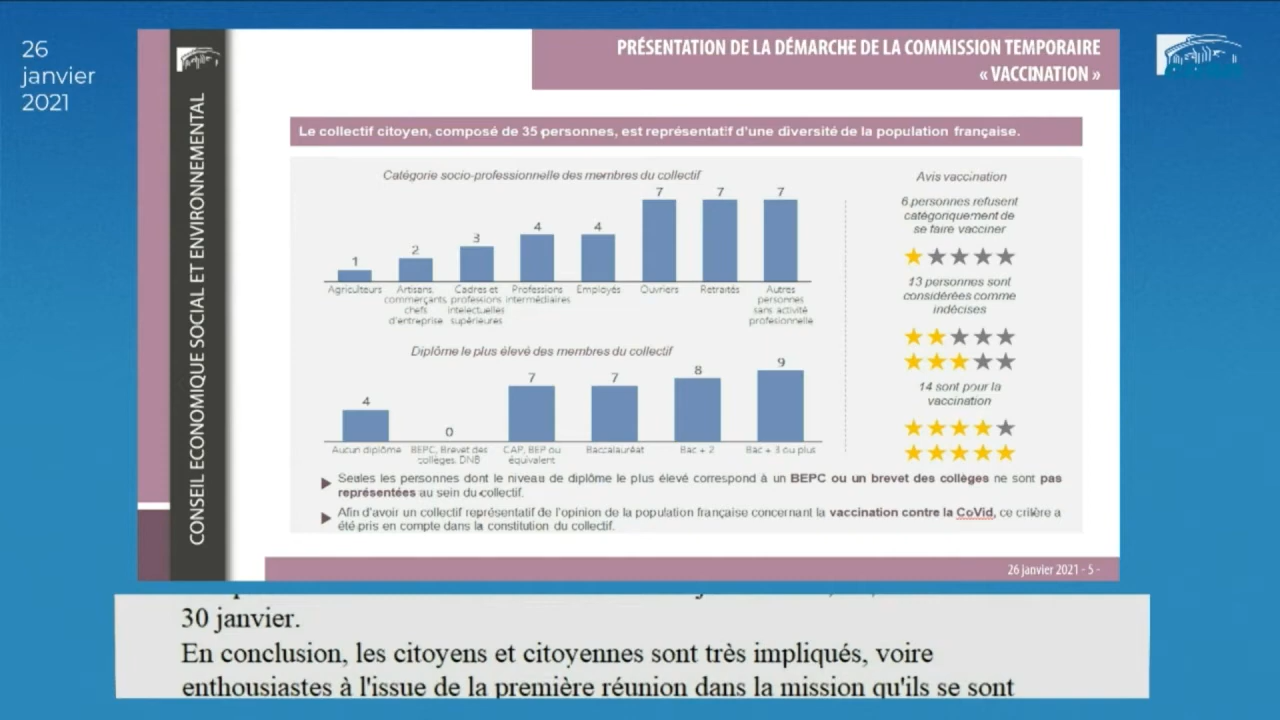 26
janvier
2021
CONSEIL ECONOMIQUE SOCIAL ET ENVIRONNEMENTAL
PRÉSENTATION DE LA DÉMARCHE DE LA COMMISSION TEMPORAIRE
« VACCINATION »
Le collectif citoyen, composé de 35 personnes, est représentatif d'une diversité de la population française.
Catégorie socio-professionnelle des membres du collectif
1
2
3
4
4
7
7
7
Agriculteurs
Artisans,
commerçants
chefs
d'entreprise
Cadres et
professions
intelectuelles
supérieures
Professions
intermédiaires
Employés
Ouvriers
Retraités
Autres
personnes
sans activité
profesionnelle
Diplôme le plus élevé des membres du collectif
4
0
7
7
8
9
Aucun diplôme
BEPC, Brevet des
collèges, DNB
CAP, BEP ou
équivalent
Baccalauréat
Bac + 2
Bac + 3 ou plus
Avis vaccination
6 personnes refusent
catégoriquement de
se faire vacciner
13 personnes sont
considérées comme
indécises
14 sont pour la
vaccination
Seules les personnes dont le niveau de diplôme le plus élevé correspond à un BEPC ou un brevet des collèges ne sont pas
représentées au sein du collectif.
Afin d'avoir un collectif représentatif de l'opinion de la population française concernant la vaccination contre la CoVid, ce critère a
été pris en compte dans la constitution du collectif.
26 janvier 2021 - 5 -
30 janvier.
En conclusion, les citoyens et citoyennes sont très impliqués, voire
enthousiastes à l'issue de la première réunion dans la mission qu'ils se sont